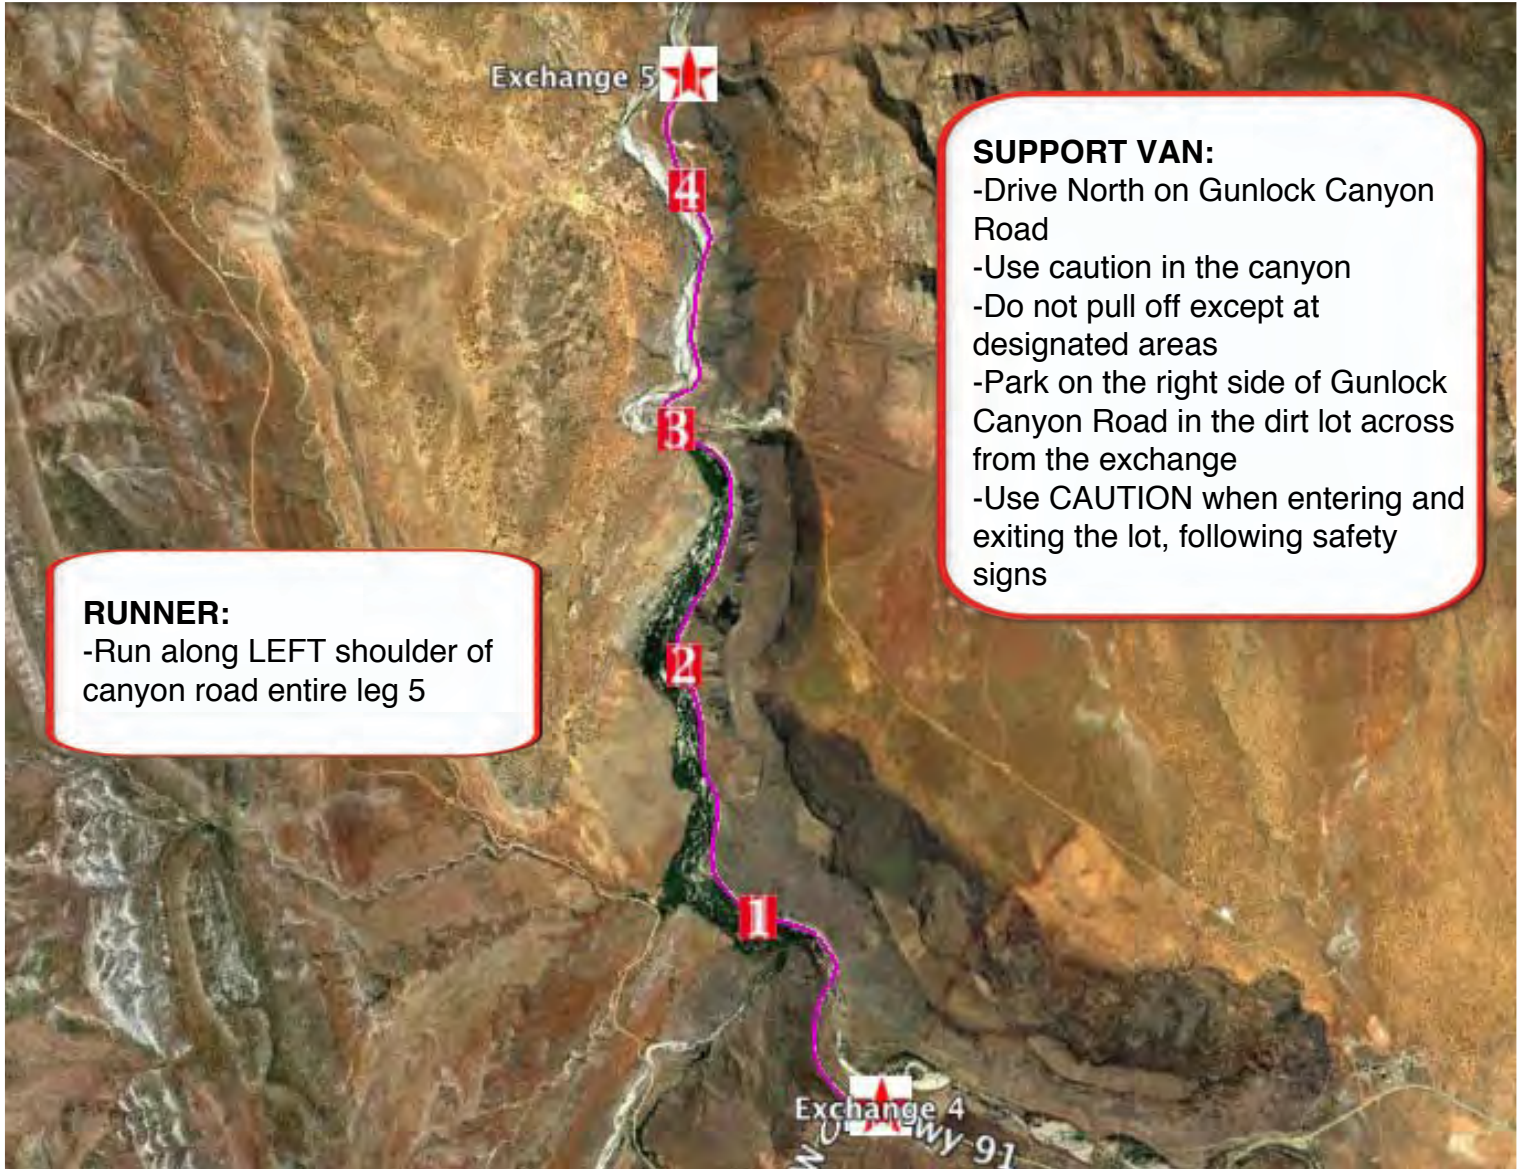 Exchange 5
SUPPORT VAN:
-Drive North on Gunlock Canyon
Road
-Use caution in the canyon
-Do not pull off except at
designated areas
-Park on the right side of Gunlock
Canyon Road in the dirt lot across
from the exchange
-Use CAUTION when entering and
exiting the lot, following safety
signs
4
3
RUNNER:
-Run along LEFT shoulder of
canyon road entire leg 5
2
1
Exchange 4
91